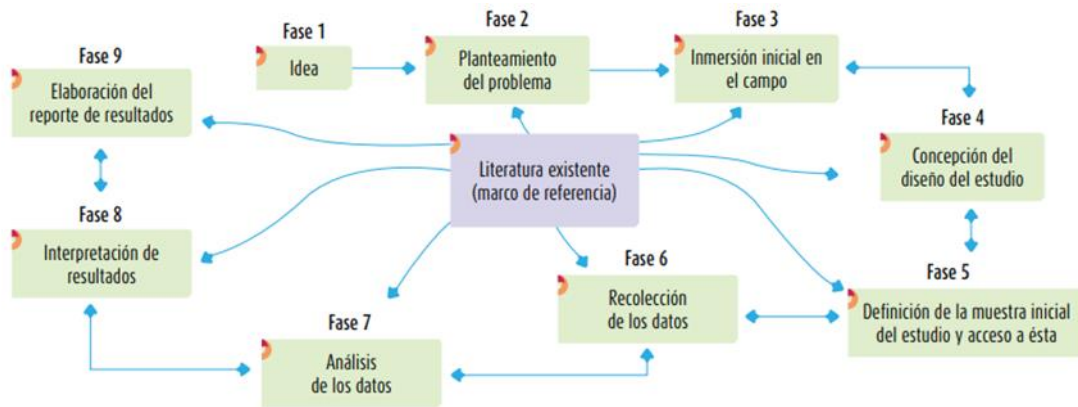 Fase 1
Idea
Fase 2
Planteamiento
del problema
Fase 3
Inmersión inicial en
el campo
Fase 4
Concepción del
diseño del estudio
Fase 5
Definición de la muestra inicial
del estudio y acceso a ésta
Fase 6
Recolección
de los datos
Fase 7
Análisis
de los datos
Fase 8
Interpretación de
resultados
Fase 9
Elaboración del
reporte de resultados
Literatura existente
(marco de referencia)